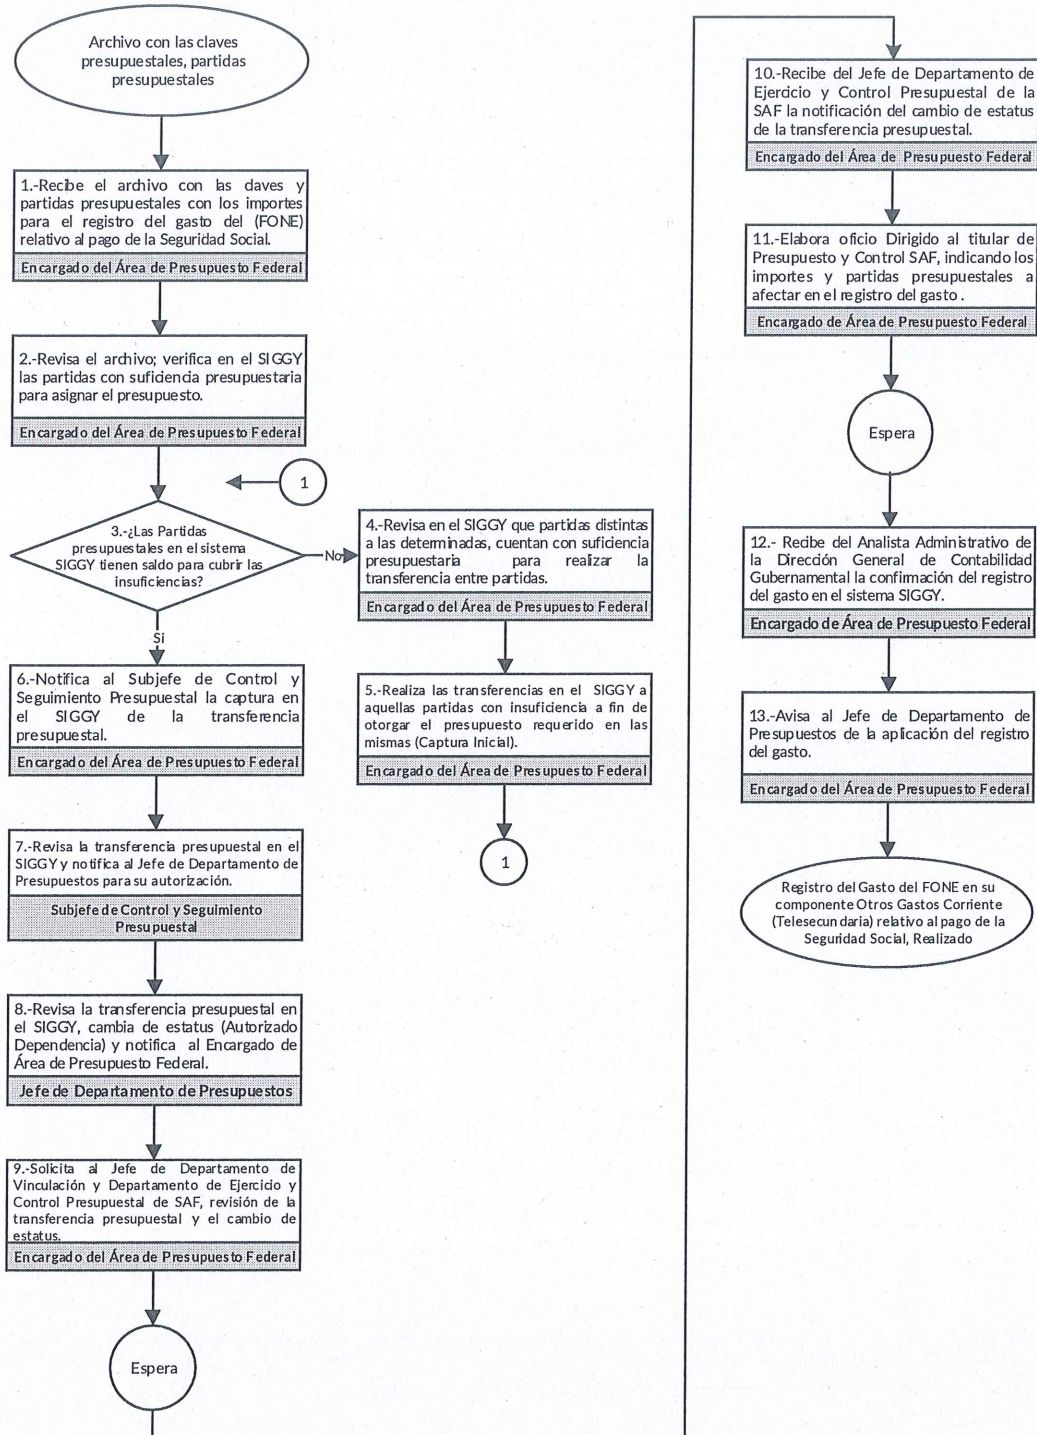 Archivo con las claves
presupuestales, partidas
presupuestales
1.-Recibe el archivo con las claves y
partidas presupuestales con los importes
para el registro del gasto del (FONE)
relativo al pago de la Seguridad Social.
Encargado del Área de Presupuesto Federal
2.-Revisa el archivo; verifica en el SIGGY
las partidas con suficiencia presupuestaria
para asignar el presupuesto.
Encargado del Área de Presupuesto Federal
1
3.-¿Las Partidas
presupuestales en el sistema
SIGGY tienen saldo para cubrir las
insuficiencias?
No
Si
4.-Revisa en el SIGGY que partidas distintas
a las determinadas, cuentan con suficiencia
presupuestaria para realizar la
transferencia entre partidas.
Encargado del Área de Presupuesto Federal
5.-Realiza las transferencias en el SIGGY a
aquellas partidas con insuficiencia a fin de
otorgar el presupuesto requerido en las
mismas (Captura Inicial).
Encargado del Área de Presupuesto Federal
1
6.-Notifica al Subjefe de Control y
Seguimiento Presupuestal la captura en
el SIGGY de la transferencia
presupuestal.
Encargado del Área de Presupuesto Federal
7.-Revisa la transferencia presupuestal en el
SIGGY y notifica al Jefe de Departamento de
Presupuestos para su autorización.
Subjefe de Control y Seguimiento
Presupuestal
8.-Revisa la transferencia presupuestal en
el SIGGY, cambia de estatus (Autorizado
Dependencia) y notifica al Encargado de
Área de Presupuesto Federal.
Jefe de Departamento de Presupuestos
9.-Solicita al Jefe de Departamento de
Vinculación y Departamento de Ejercicio y
Control Presupuestal de SAF, revisión de la
transferencia presupuestal y el cambio de
estatus.
Encargado del Área de Presupuesto Federal
Espera
10.-Recibe del Jefe de Departamento de
Ejercicio y Control Presupuestal de la
SAF la notificación del cambio de estatus
de la transferencia presupuestal.
Encargado del Área de Presupuesto Federal
11.-Elabora oficio Dirigido al titular de
Presupuesto y Control SAF, indicando los
importes y partidas presupuestales a
afectar en el registro del gasto .
Encargado de Área de Presupuesto Federal
Espera
12.- Recibe del Analista Administrativo de
la Dirección General de Contabilidad
Gubernamental la confirmación del registro
del gasto en el sistema SIGGY.
Encargado de Área de Presupuesto Federal
13.-Avisa al Jefe de Departamento de
Presupuestos de la aplicación del registro
del gasto.
Encargado del Área de Presupuesto Federal
Registro del Gasto del FONE en su
componente Otros Gastos Corriente
(Telesecundaria) relativo al pago de la
Seguridad Social, Realizado